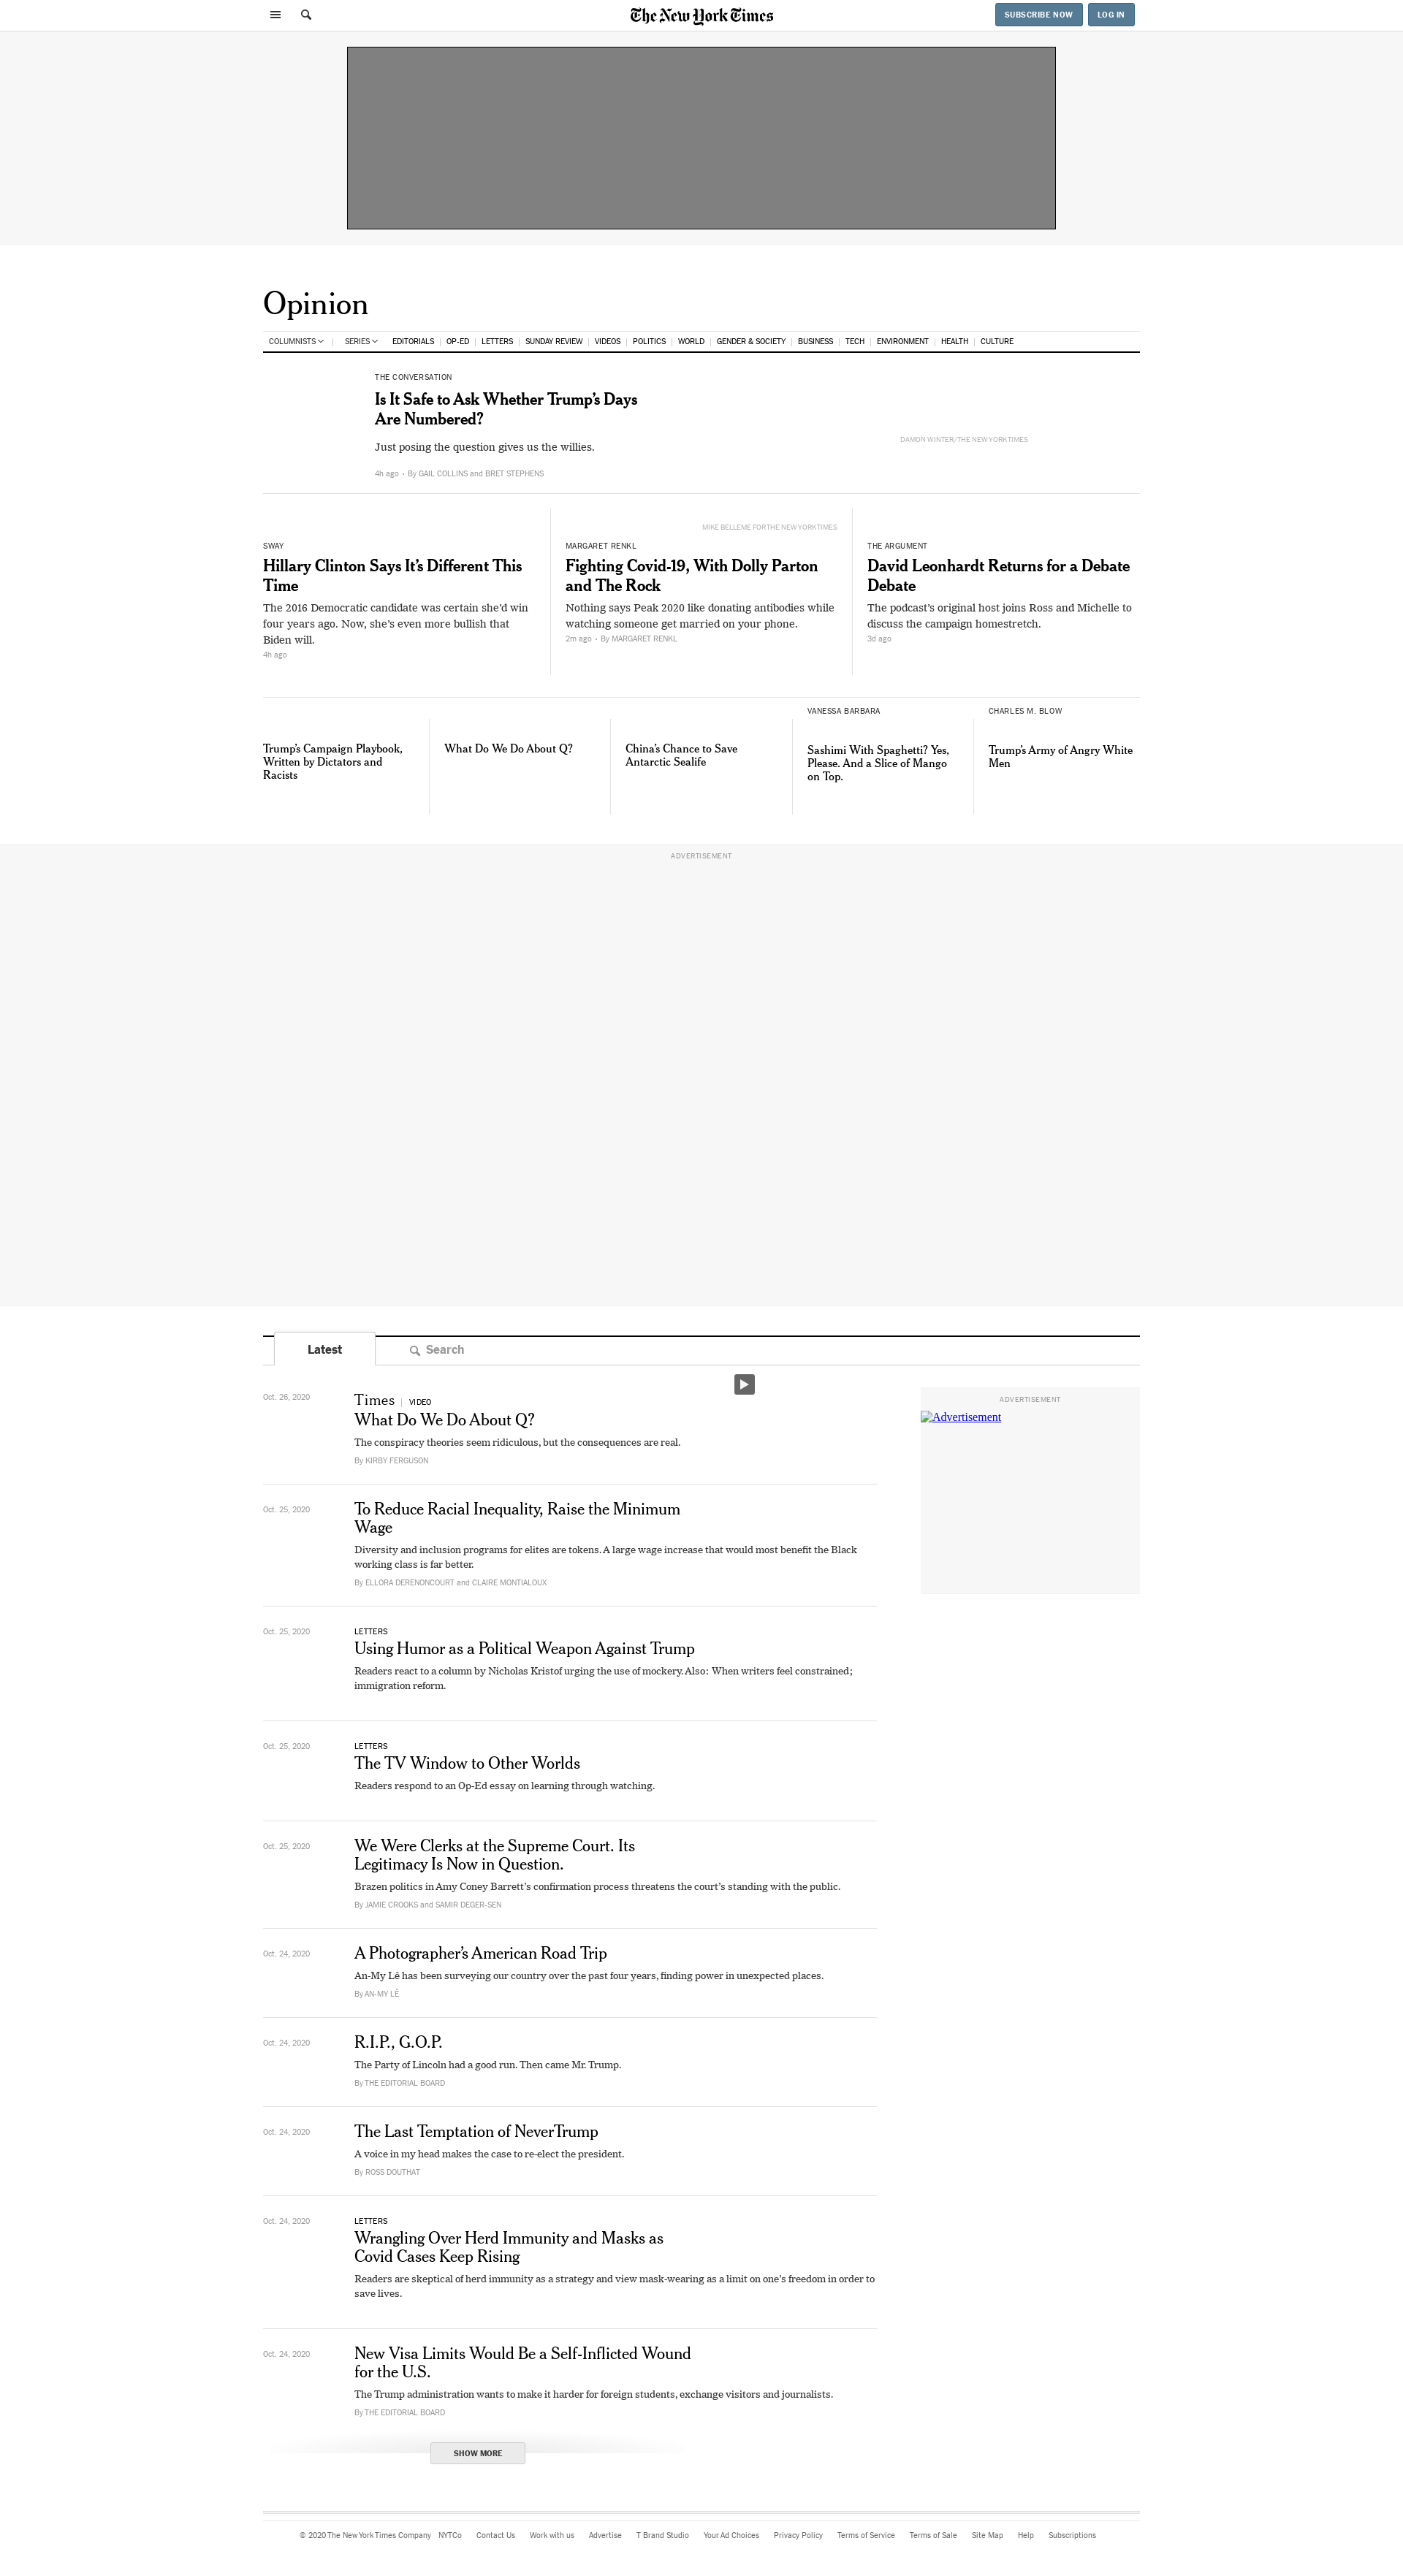 The New York Times
SUBSCRIBE NOW
LOG IN
Opinion
COLUMNISTS
SERIES
EDITORIALS
OP-ED
LETTERS
SUNDAY REVIEW
VIDEOS
POLITICS
WORLD
GENDER & SOCIETY
BUSINESS
TECH
ENVIRONMENT
HEALTH
CULTURE
THE CONVERSATION
Is It Safe to Ask Whether Trump’s Days
Are Numbered?
Just posing the question gives us the willies.
4h ago - By GAIL COLLINS and BRET STEPHENS
DAMON WINTER/THE NEW YORK TIMES
SWAY
Hillary Clinton Says It’s Different This
Time
The 2016 Democratic candidate was certain she’d win
four years ago. Now, she’s even more bullish that
Biden will.
4h ago
MIKE BELLEME FOR THE NEW YORK TIMES
MARGARET RENKL
Fighting Covid-19, With Dolly Parton
and The Rock
Nothing says Peak 2020 like donating antibodies while
watching someone get married on your phone.
2m ago - By MARGARET RENKL
THE ARGUMENT
David Leonhardt Returns for a Debate
Debate
The podcast’s original host joins Ross and Michelle to
discuss the campaign homestretch.
3d ago
Trump’s Campaign Playbook,
Written by Dictators and
Racists
What Do We Do About Q?
China’s Chance to Save
Antarctic Sealife
VANESSA BARBARA
Sashimi With Spaghetti? Yes,
Please. And a Slice of Mango
on Top.
CHARLES M. BLOW
Trump’s Army of Angry White
Men
ADVERTISEMENT
Latest
Search
Oct. 26, 2020
Times | VIDEO
What Do We Do About Q?
The conspiracy theories seem ridiculous, but the consequences are real.
By KIRBY FERGUSON
ADVERTISEMENT
Advertisement
Oct. 25, 2020
To Reduce Racial Inequality, Raise the Minimum
Wage
Diversity and inclusion programs for elites are tokens. A large wage increase that would most benefit the Black
working class is far better.
By ELLORA DERENONCOURT and CLAIRE MONTIALOUX
Oct. 25, 2020
LETTERS
Using Humor as a Political Weapon Against Trump
Readers react to a column by Nicholas Kristof urging the use of mockery. Also: When writers feel constrained;
immigration reform.
Oct. 25, 2020
LETTERS
The TV Window to Other Worlds
Readers respond to an Op-Ed essay on learning through watching.
Oct. 25, 2020
We Were Clerks at the Supreme Court. Its
Legitimacy Is Now in Question.
Brazen politics in Amy Coney Barrett’s confirmation process threatens the court’s standing with the public.
By JAMIE CROOKS and SAMIR DEGER-SEN
Oct. 24, 2020
A Photographer’s American Road Trip
An-My Lê has been surveying our country over the past four years, finding power in unexpected places.
By AN-MY LÊ
Oct. 24, 2020
R.I.P., G.O.P.
The Party of Lincoln had a good run. Then came Mr. Trump.
By THE EDITORIAL BOARD
Oct. 24, 2020
The Last Temptation of NeverTrump
A voice in my head makes the case to re-elect the president.
By ROSS DOUTHAT
Oct. 24, 2020
LETTERS
Wrangling Over Herd Immunity and Masks as
Covid Cases Keep Rising
Readers are skeptical of herd immunity as a strategy and view mask-wearing as a limit on one’s freedom in order to
save lives.
Oct. 24, 2020
New Visa Limits Would Be a Self-Inflicted Wound
for the U.S.
The Trump administration wants to make it harder for foreign students, exchange visitors and journalists.
By THE EDITORIAL BOARD
SHOW MORE
© 2020 The New York Times Company
NYTCo
Contact Us
Work with us
Advertise
T Brand Studio
Your Ad Choices
Privacy Policy
Terms of Service
Terms of Sale
Site Map
Help
Subscriptions